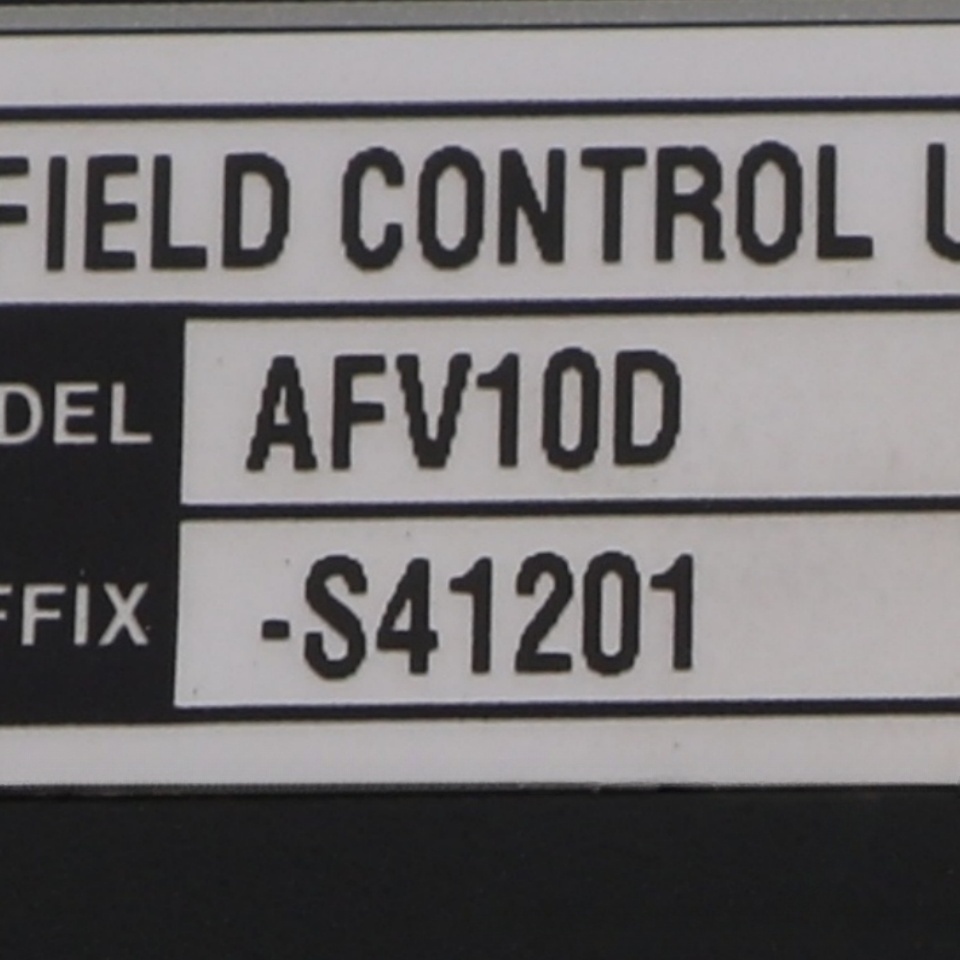 FIELD CONTROL U
DEL AFV10D
FFIX -S41201